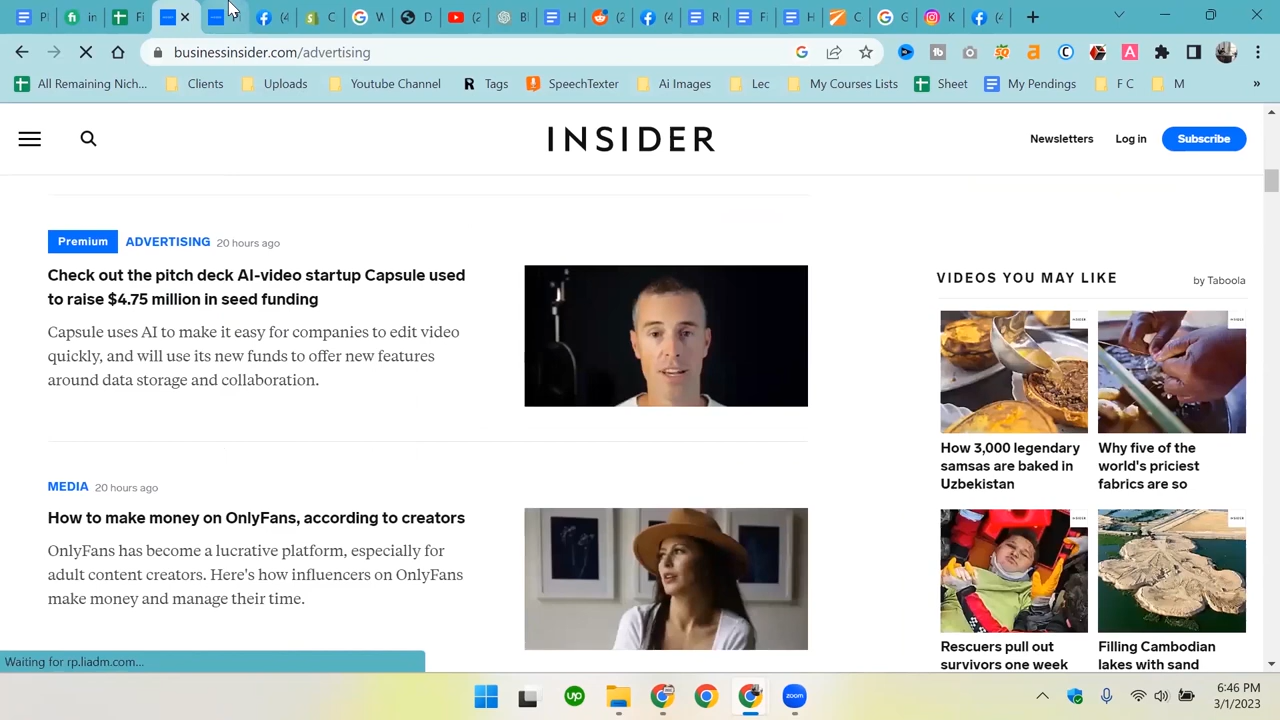 businessinsider.com/advertising
All Remaining Nich...
Clients
Uploads
Youtube Channel
Tags
SpeechTexter
Ai Images
Lec
My Courses Lists
Sheet
My Pendings
F C
M
»
INSIDER
Newsletters
Log in
Subscribe
Premium
ADVERTISING 20 hours ago
Check out the pitch deck AI-video startup Capsule used
to raise $4.75 million in seed funding
Capsule uses AI to make it easy for companies to edit video
quickly, and will use its new funds to offer new features
around data storage and collaboration.
MEDIA 20 hours ago
How to make money on OnlyFans, according to creators
OnlyFans has become a lucrative platform, especially for
adult content creators. Here's how influencers on OnlyFans
make money and manage their time.
VIDEOS YOU MAY LIKE
by Taboola
How 3,000 legendary
samsas are baked in
Uzbekistan
Why five of the
world's priciest
fabrics are so
Rescuers pull out
survivors one week
Filling Cambodian
lakes with sand
Waiting for rp.liadm.com...
zoom
6:46 PM
3/1/2023